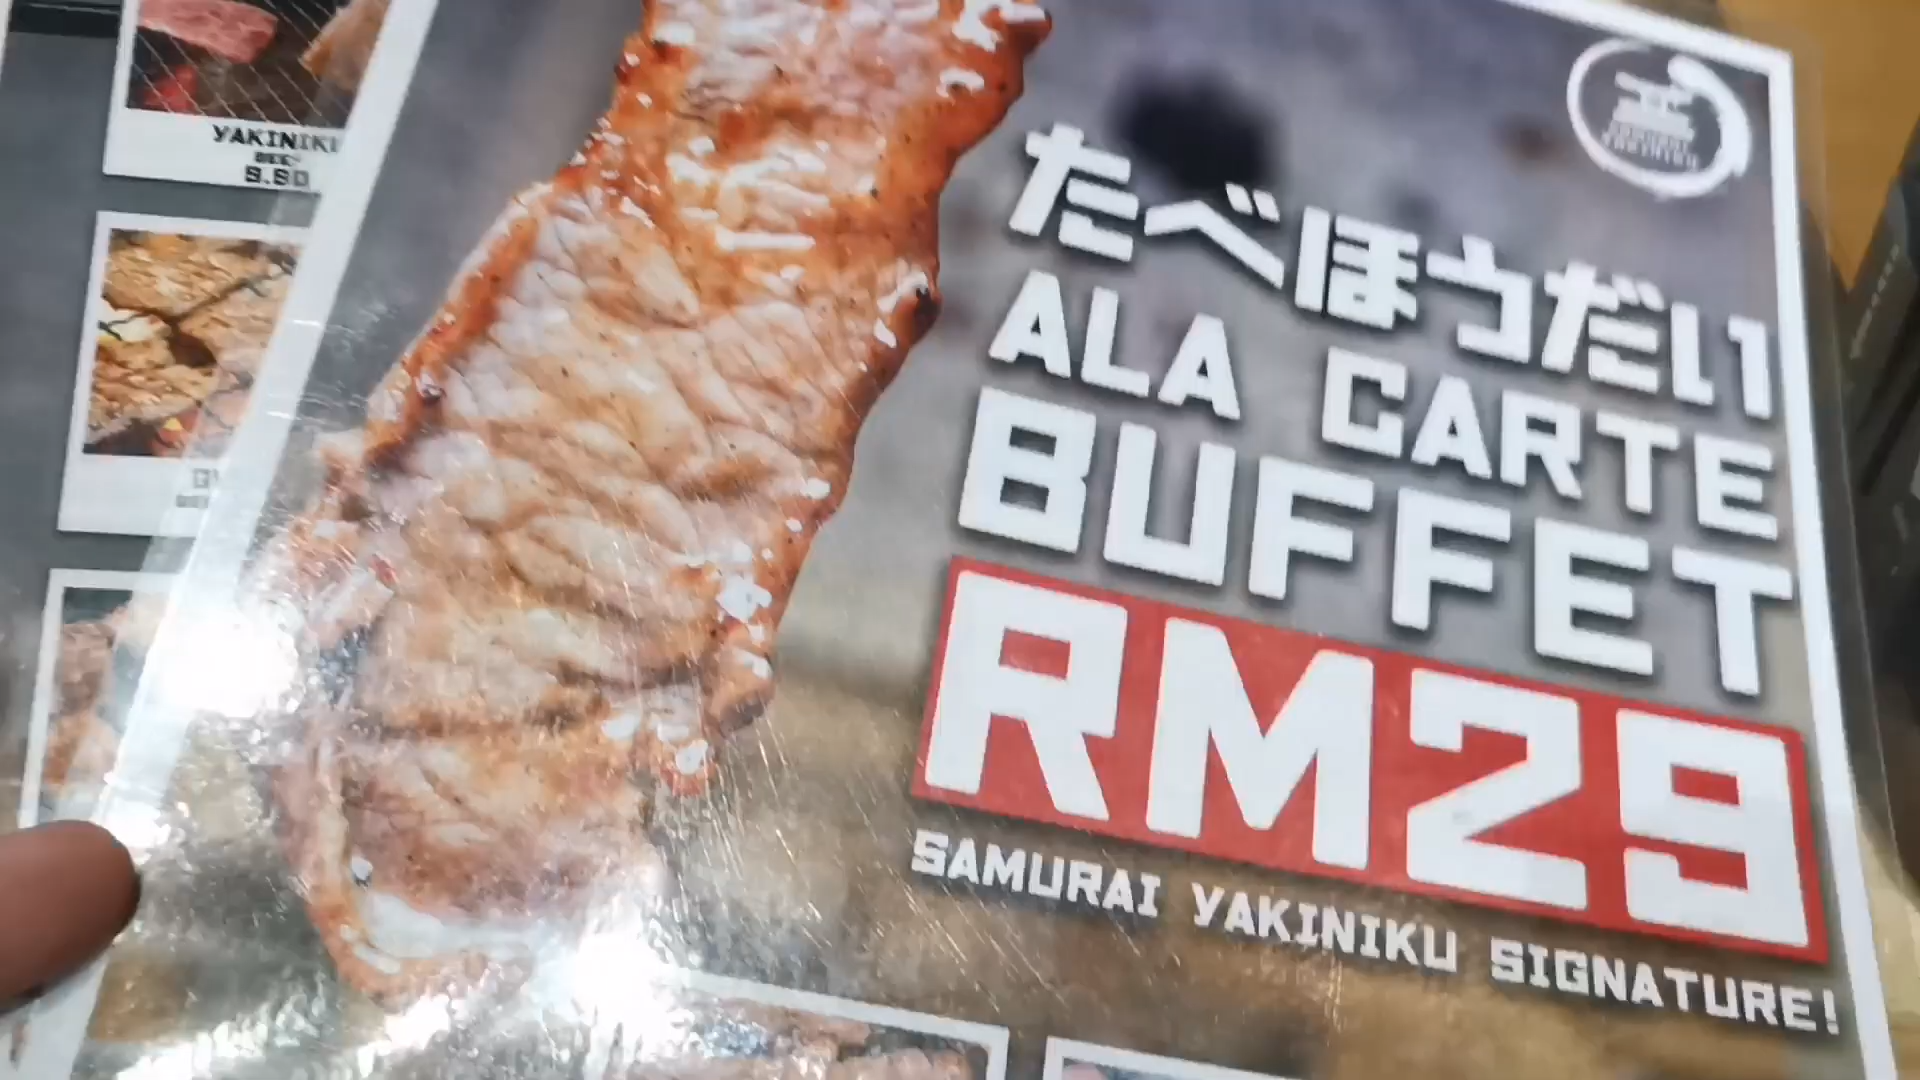 YAKINIKU
9.90
たべほうだい
ALA CARTE
BUFFET
RM29
SAMURAI YAKINIKU SIGNATURE!